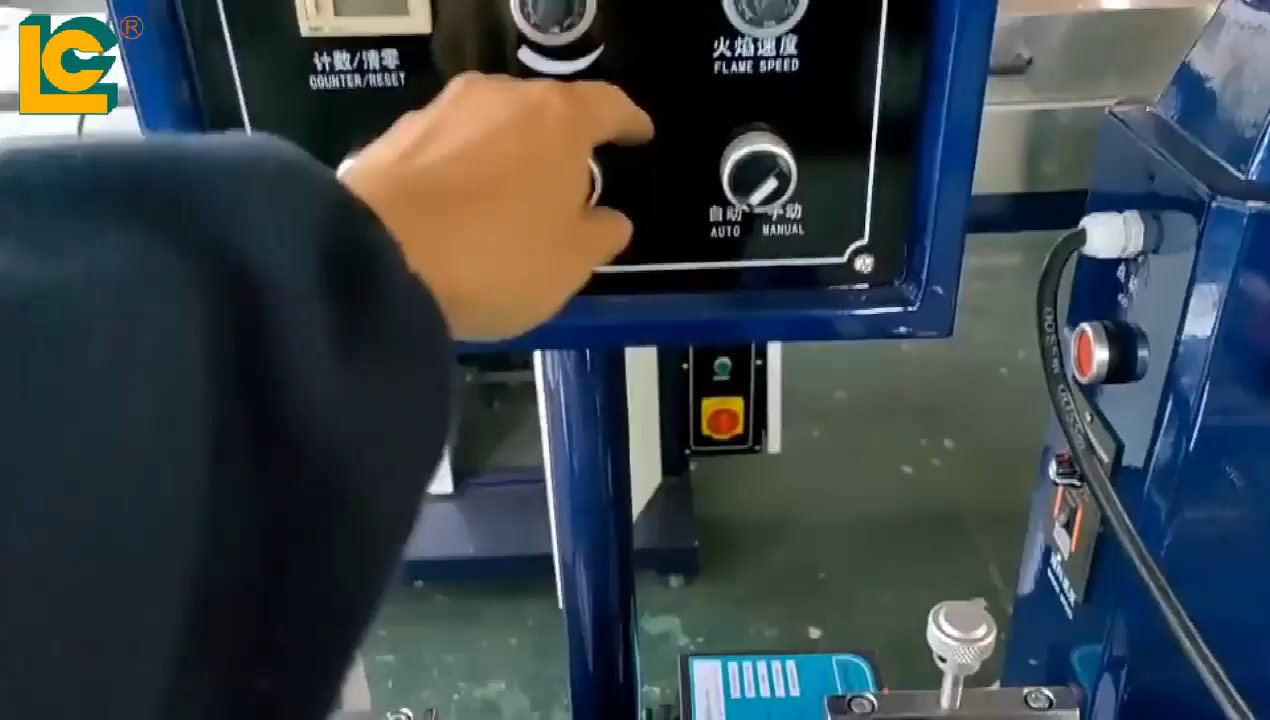 LC®
计数/清零
COUNTER/RESET
火焰速度
FLAME SPEED
自动 手动
AUTO MANUAL